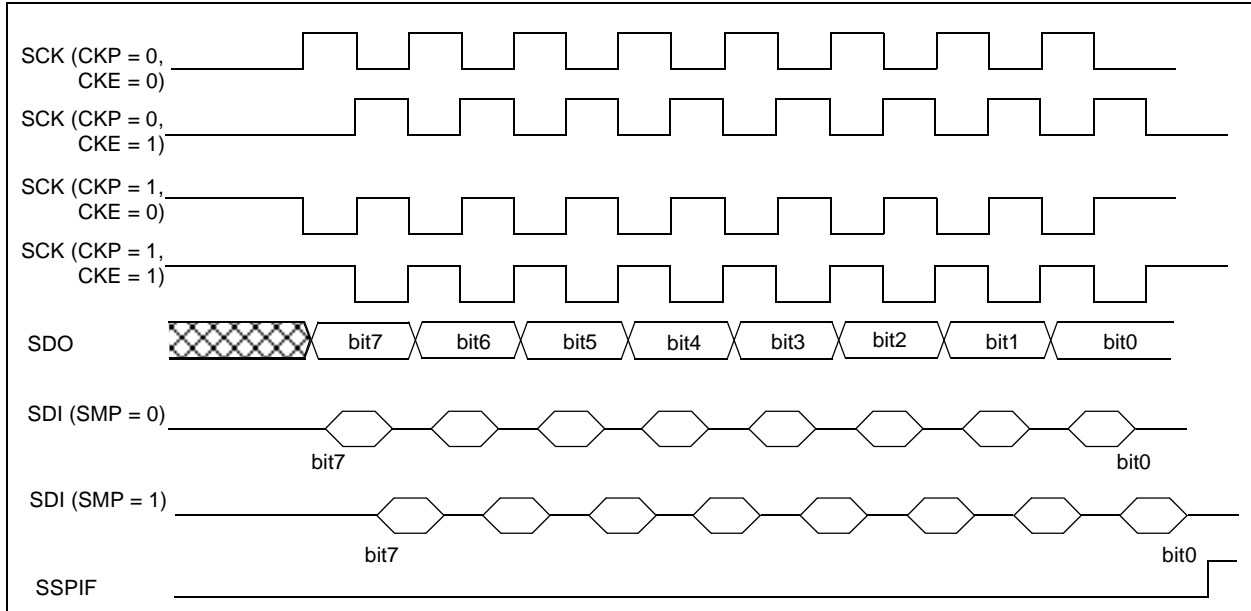 SCK (CKP = 0,
CKE = 0)
SCK (CKP = 0,
CKE = 1)
SCK (CKP = 1,
CKE = 0)
SCK (CKP = 1,
CKE = 1)
SDO bit7 bit6 bit5 bit4 bit3 bit2 bit1 bit0
SDI (SMP = 0)
bit7 bit0
SDI (SMP = 1)
bit7 bit0
SSPIF